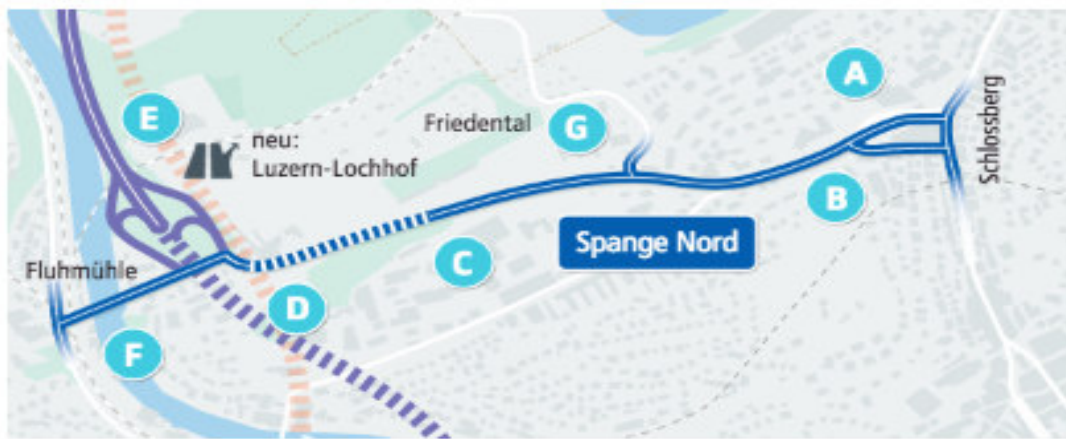 A
Schlossberg
E
neu:
Luzern-Lochhof
Friedental
G
B
Spange Nord
C
Fluhmühle
D
F